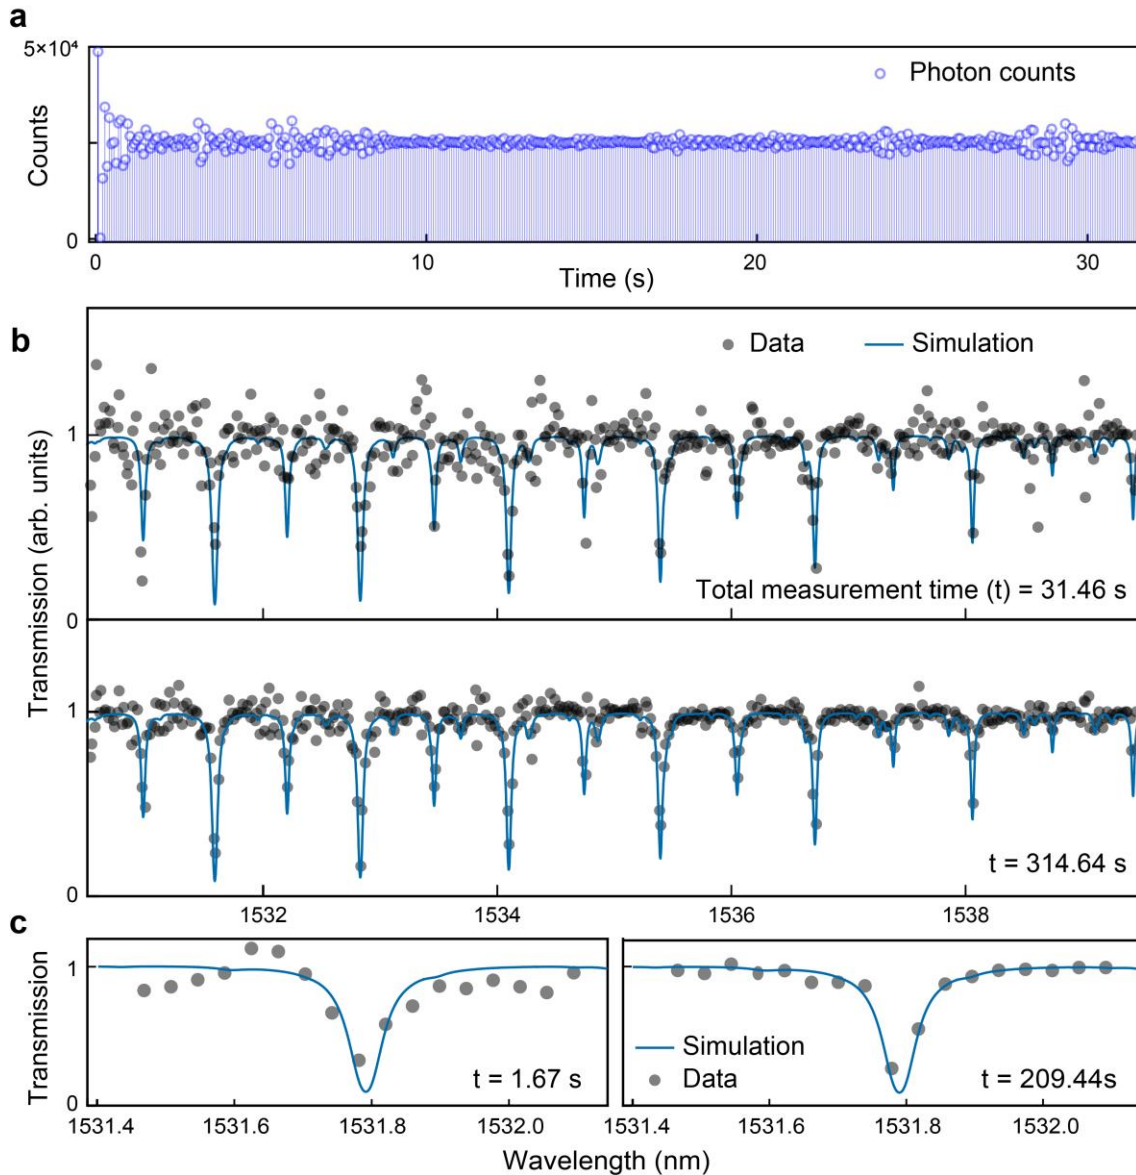 a
5×10⁴
Photon counts
Counts
0
0 10 20 30
Time (s)
b
Data Simulation
1
Total measurement time (t) = 31.46 s
0
Transmission (arb. units)
1
t = 314.64 s
0
1532 1534 1536 1538
c
Transmission
1
t = 1.67 s
Simulation
Data
t = 209.44s
0
1531.4 1531.6 1531.8 1532.0 1531.4 1531.6 1531.8 1532.0
Wavelength (nm)